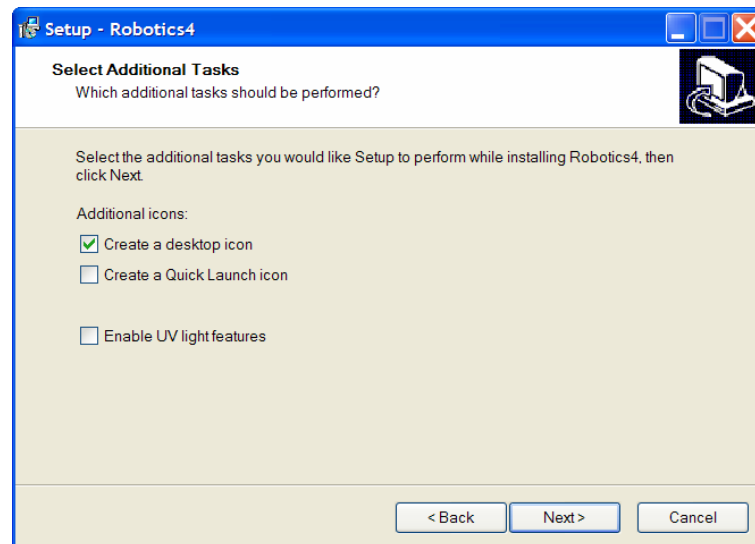 Setup - Robotics4
Select Additional Tasks
Which additional tasks should be performed?
Select the additional tasks you would like Setup to perform while installing Robotics4, then
click Next.
Additional icons:
Create a desktop icon
Create a Quick Launch icon
Enable UV light features
< Back
Next >
Cancel